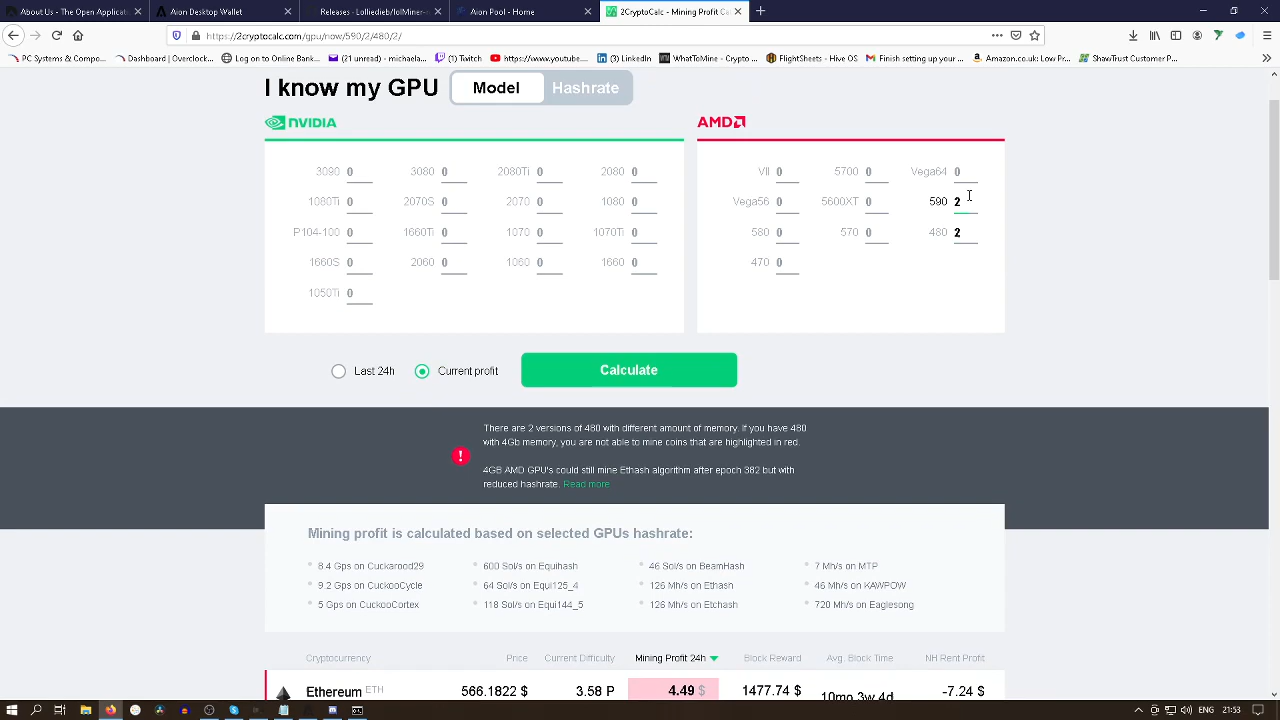 About Us - The Open Applicati
Aion Desktop Wallet
Releases · Lolliedieb/lolMiner-r
Aion Pool - Home
2CryptoCalc - Mining Profit Ca
https://2cryptocalc.com/gpu/now/590/2/480/2/
PC Systems & Compo...
Dashboard | Overclock...
Log on to Online Bank...
(21 unread) - michaela...
(1) Twitch
https://www.youtube...
(3) LinkedIn
WhatToMine - Crypto ...
FlightSheets - Hive OS
Finish setting up your ...
Amazon.co.uk: Low Pr...
ShawTrust Customer P...
I know my GPU
Model
Hashrate
NVIDIA
AMD
3090 0
3080 0
2080Ti 0
2080 0
VII 0
5700 0
Vega64 0
1080Ti 0
2070S 0
2070 0
1080 0
Vega56 0
5600XT 0
590 2
P104-100 0
1660Ti 0
1070 0
1070Ti 0
580 0
570 0
480 2
1660S 0
2060 0
1060 0
1660 0
470 0
1050Ti 0
Last 24h
Current profit
Calculate
There are 2 versions of 480 with different amount of memory. If you have 480
with 4Gb memory, you are not able to mine coins that are highlighted in red.
4GB AMD GPU's could still mine Ethash algorithm after epoch 382 but with
reduced hashrate. Read more
Mining profit is calculated based on selected GPUs hashrate:
8.4 Gps on Cuckarood29
600 Sol/s on Equihash
46 Sol/s on BeamHash
7 Mh/s on MTP
9.2 Gps on CuckooCycle
64 Sol/s on Equi125_4
126 Mh/s on Ethash
46 Mh/s on KAWPOW
5 Gps on CuckooCortex
118 Sol/s on Equi144_5
126 Mh/s on Etchash
720 Mh/s on Eaglesong
Cryptocurrency
Price
Current Difficulty
Mining Profit 24h
Block Reward
Avg. Block Time
NH Rent Profit
Ethereum ETH
566.1822 $
3.58 P
4.49 $
1477.74 $
10mo 3w 4d
-7.24 $
ENG
21:53